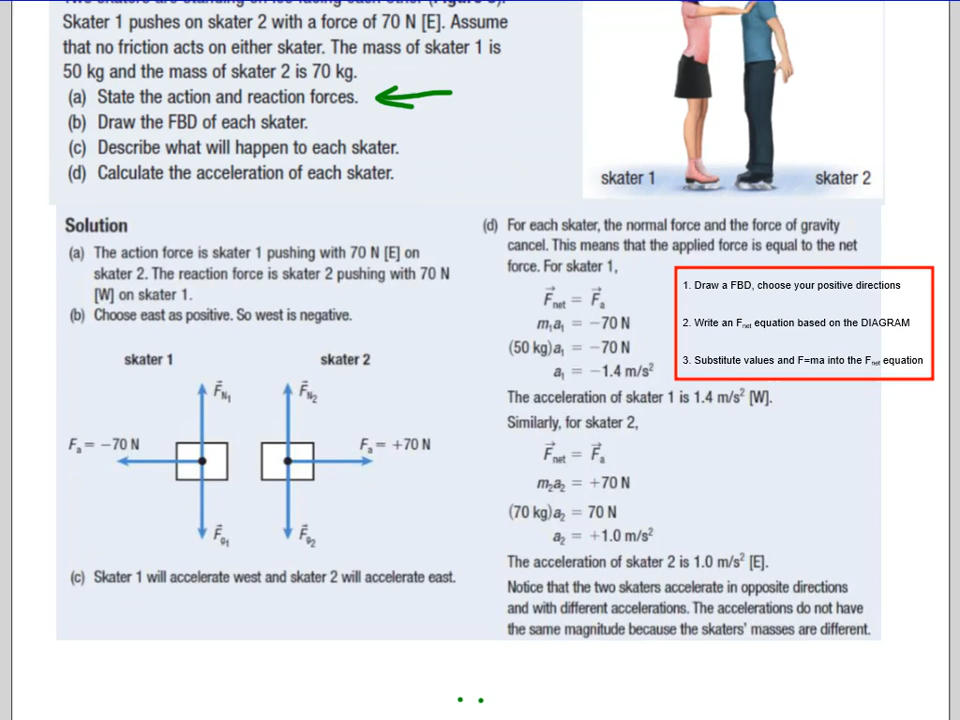 Two skaters are standing on ice facing each other (Figure
Skater 1 pushes on skater 2 with a force of 70 N [E]. Assume
that no friction acts on either skater. The mass of skater 1 is
50 kg and the mass of skater 2 is 70 kg.
(a) State the action and reaction forces.
(b) Draw the FBD of each skater.
(c) Describe what will happen to each skater.
(d) Calculate the acceleration of each skater.
skater 1
skater 2
Solution
(a) The action force is skater 1 pushing with 70 N [E] on
skater 2. The reaction force is skater 2 pushing with 70 N
[W] on skater 1.
(b) Choose east as positive. So west is negative.
skater 1
skater 2
F⃗N₁
F⃗N₂
Fa = −70 N
Fa = +70 N
F⃗g₁
F⃗g₂
(c) Skater 1 will accelerate west and skater 2 will accelerate east.
(d) For each skater, the normal force and the force of gravity
cancel. This means that the applied force is equal to the net
force. For skater 1,
F⃗net = F⃗a
m₁a₁ = −70 N
(50 kg)a₁ = −70 N
a₁ = −1.4 m/s²
The acceleration of skater 1 is 1.4 m/s² [W].
Similarly, for skater 2,
F⃗net = F⃗a
m₂a₂ = +70 N
(70 kg)a₂ = 70 N
a₂ = +1.0 m/s²
The acceleration of skater 2 is 1.0 m/s² [E].
Notice that the two skaters accelerate in opposite directions
and with different accelerations. The accelerations do not have
the same magnitude because the skaters' masses are different.
1. Draw a FBD, choose your positive directions
2. Write an Fnet equation based on the DIAGRAM
3. Substitute values and F=ma into the Fnet equation